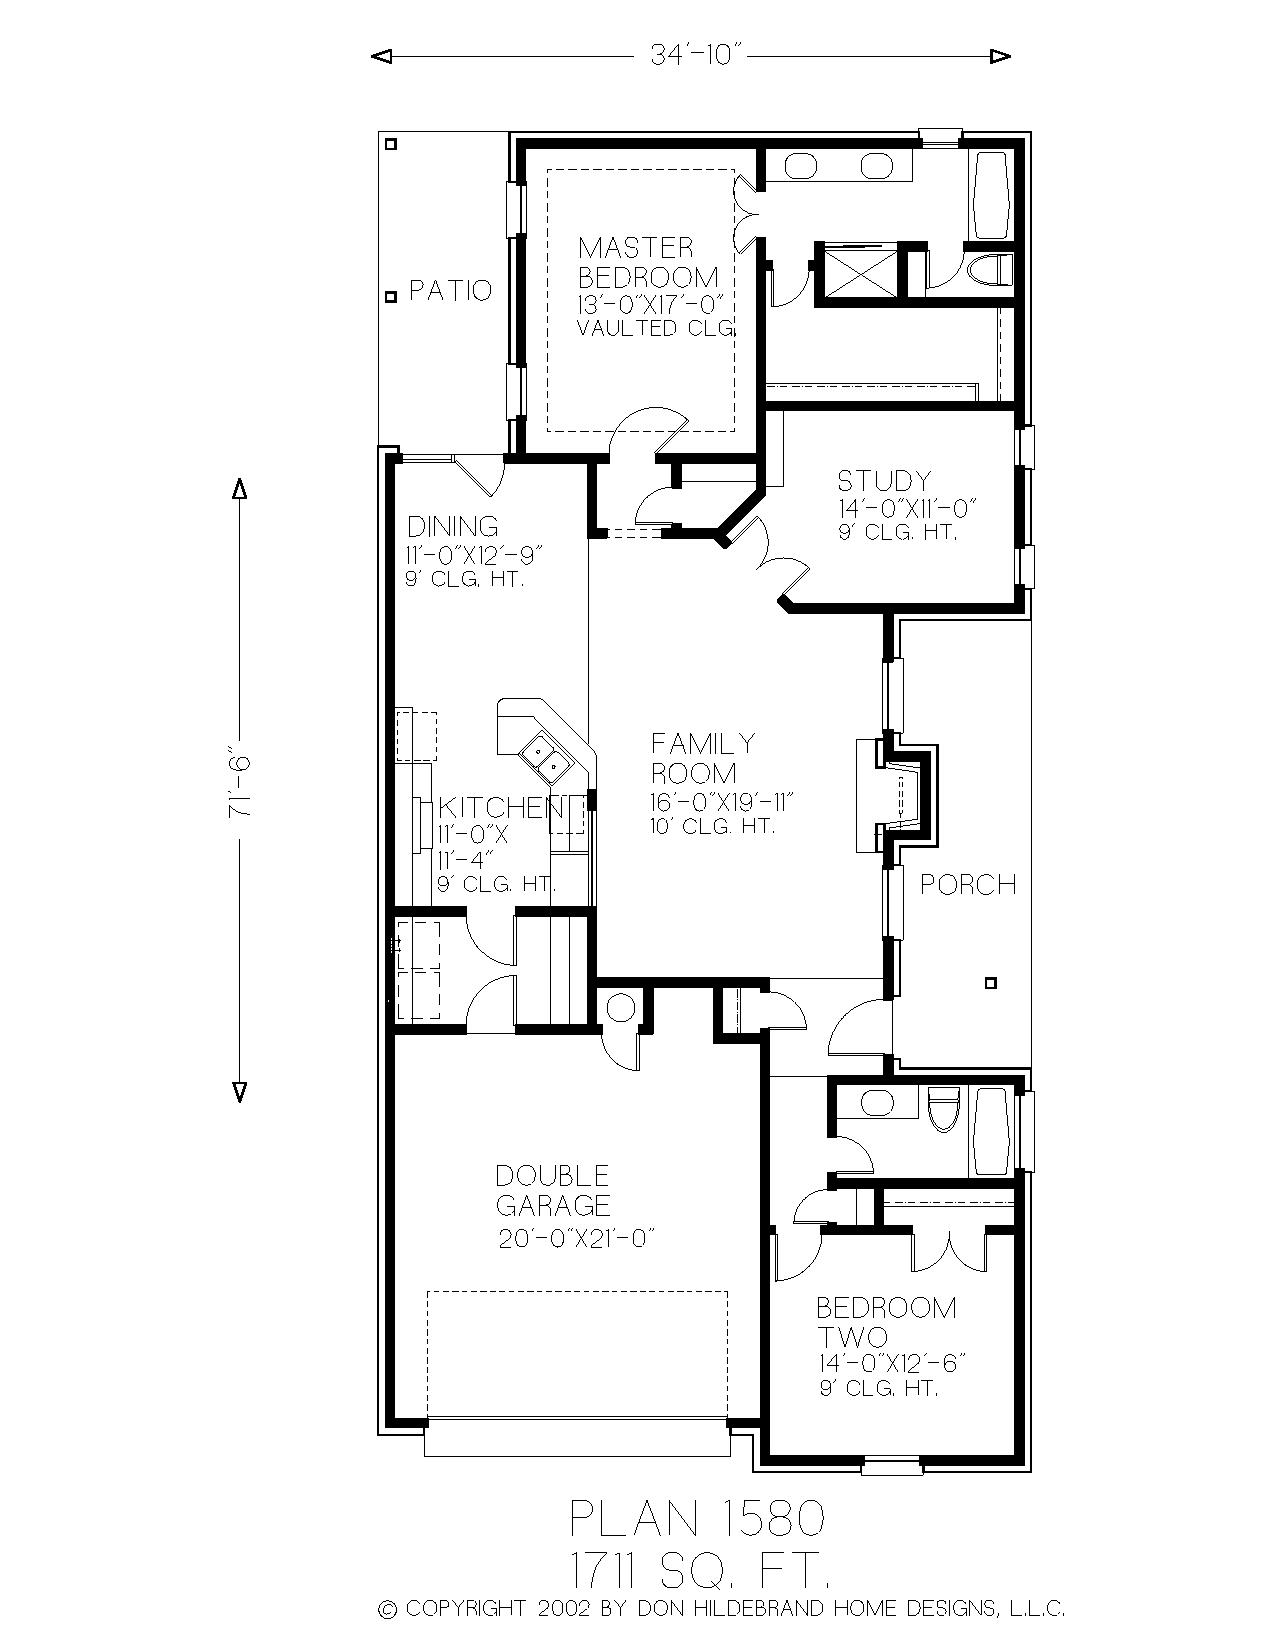 34'-10"
PATIO
MASTER
BEDROOM
13'-0"X17'-0"
VAULTED CLG.
STUDY
14'-0"X11'-0"
9' CLG. HT.
DINING
11'-0"X12'-9"
9' CLG. HT.
71'-6"
FAMILY
ROOM
16'-0"X19'-11"
10' CLG. HT.
KITCHEN
11'-0"X
11'-4"
9' CLG. HT.
PORCH
DOUBLE
GARAGE
20'-0"X21'-0"
BEDROOM
TWO
14'-0"X12'-6"
9' CLG. HT.
PLAN 1580
1711 SQ. FT.
© COPYRIGHT 2002 BY DON HILDEBRAND HOME DESIGNS, L.L.C.